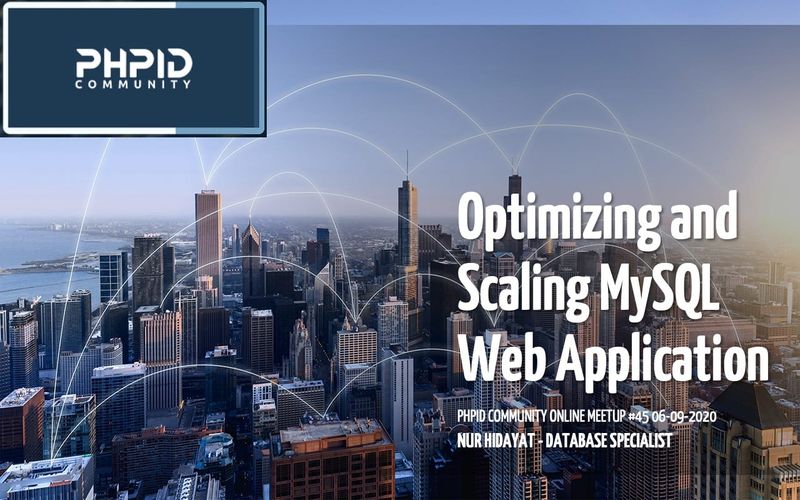 PHPID
COMMUNITY
Optimizing and
Scaling MySQL
Web Application
PHPID COMMUNITY ONLINE MEETUP #45 06-09-2020
NUR HIDAYAT - DATABASE SPECIALIST